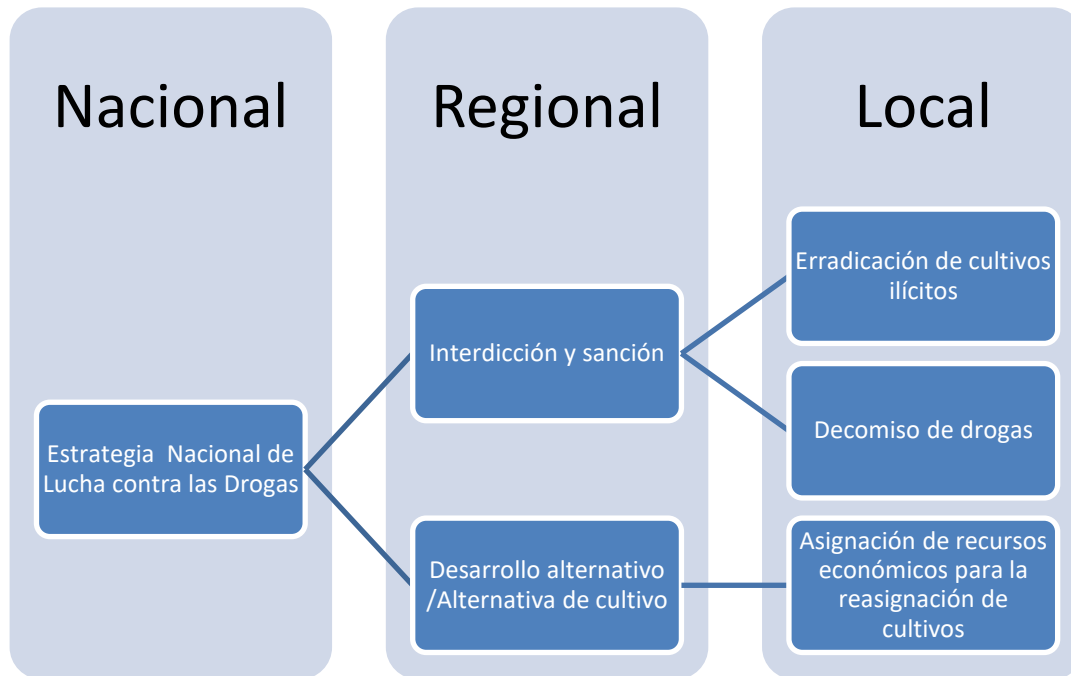 Nacional
Regional
Local
Estrategia  Nacional de
Lucha contra las Drogas
Interdicción y sanción
Desarrollo alternativo
/Alternativa de cultivo
Erradicación de cultivos
ilícitos
Decomiso de drogas
Asignación de recursos
económicos para la
reasignación de
cultivos